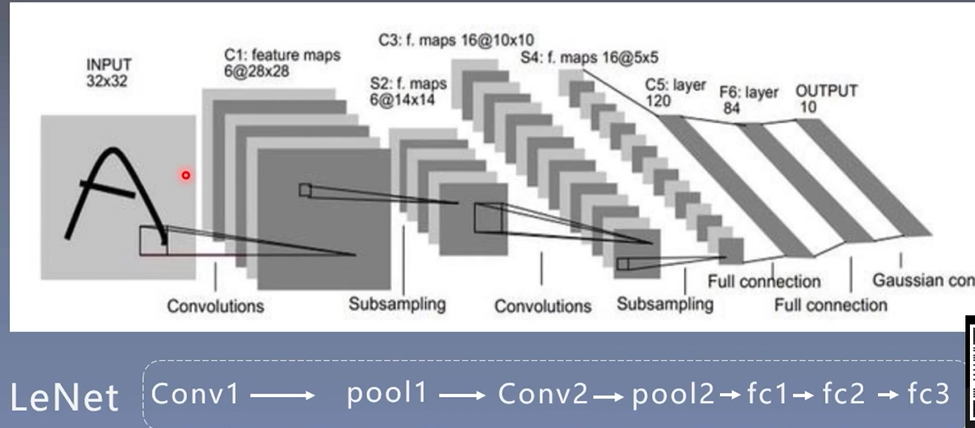 INPUT
32x32
C1: feature maps
6@28x28
S2: f. maps
6@14x14
C3: f. maps 16@10x10
S4: f. maps 16@5x5
C5: layer
120
F6: layer
84
OUTPUT
10
A
Convolutions
Subsampling
Convolutions
Subsampling
Full connection
Full connection
Gaussian con
LeNet
Conv1 → pool1 → Conv2 → pool2 → fc1 → fc2 → fc3